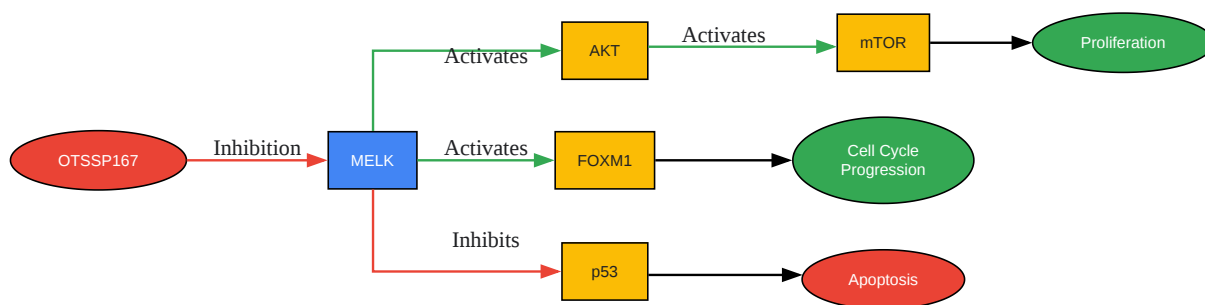 Activates
AKT
Activates
mTOR
Proliferation
OTSSP167
Inhibition
MELK
Activates
FOXM1
Cell Cycle
Progression
Inhibits
p53
Apoptosis